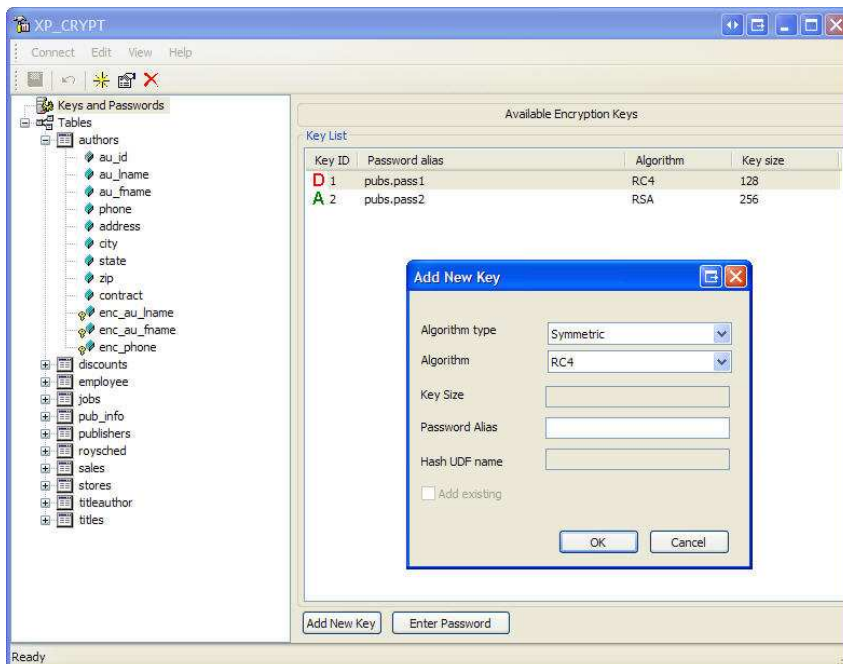 XP_CRYPT
Connect Edit View Help
Keys and Passwords
Tables
authors
au_id
au_lname
au_fname
phone
address
city
state
zip
contract
enc_au_lname
enc_au_fname
enc_phone
discounts
employee
jobs
pub_info
publishers
roysched
sales
stores
titleauthor
titles
Available Encryption Keys
Key List
Key ID Password alias Algorithm Key size
D 1 pubs.pass1 RC4 128
A 2 pubs.pass2 RSA 256
Add New Key
Algorithm type Symmetric
Algorithm RC4
Key Size
Password Alias
Hash UDF name
Add existing
OK Cancel
Add New Key Enter Password
Ready